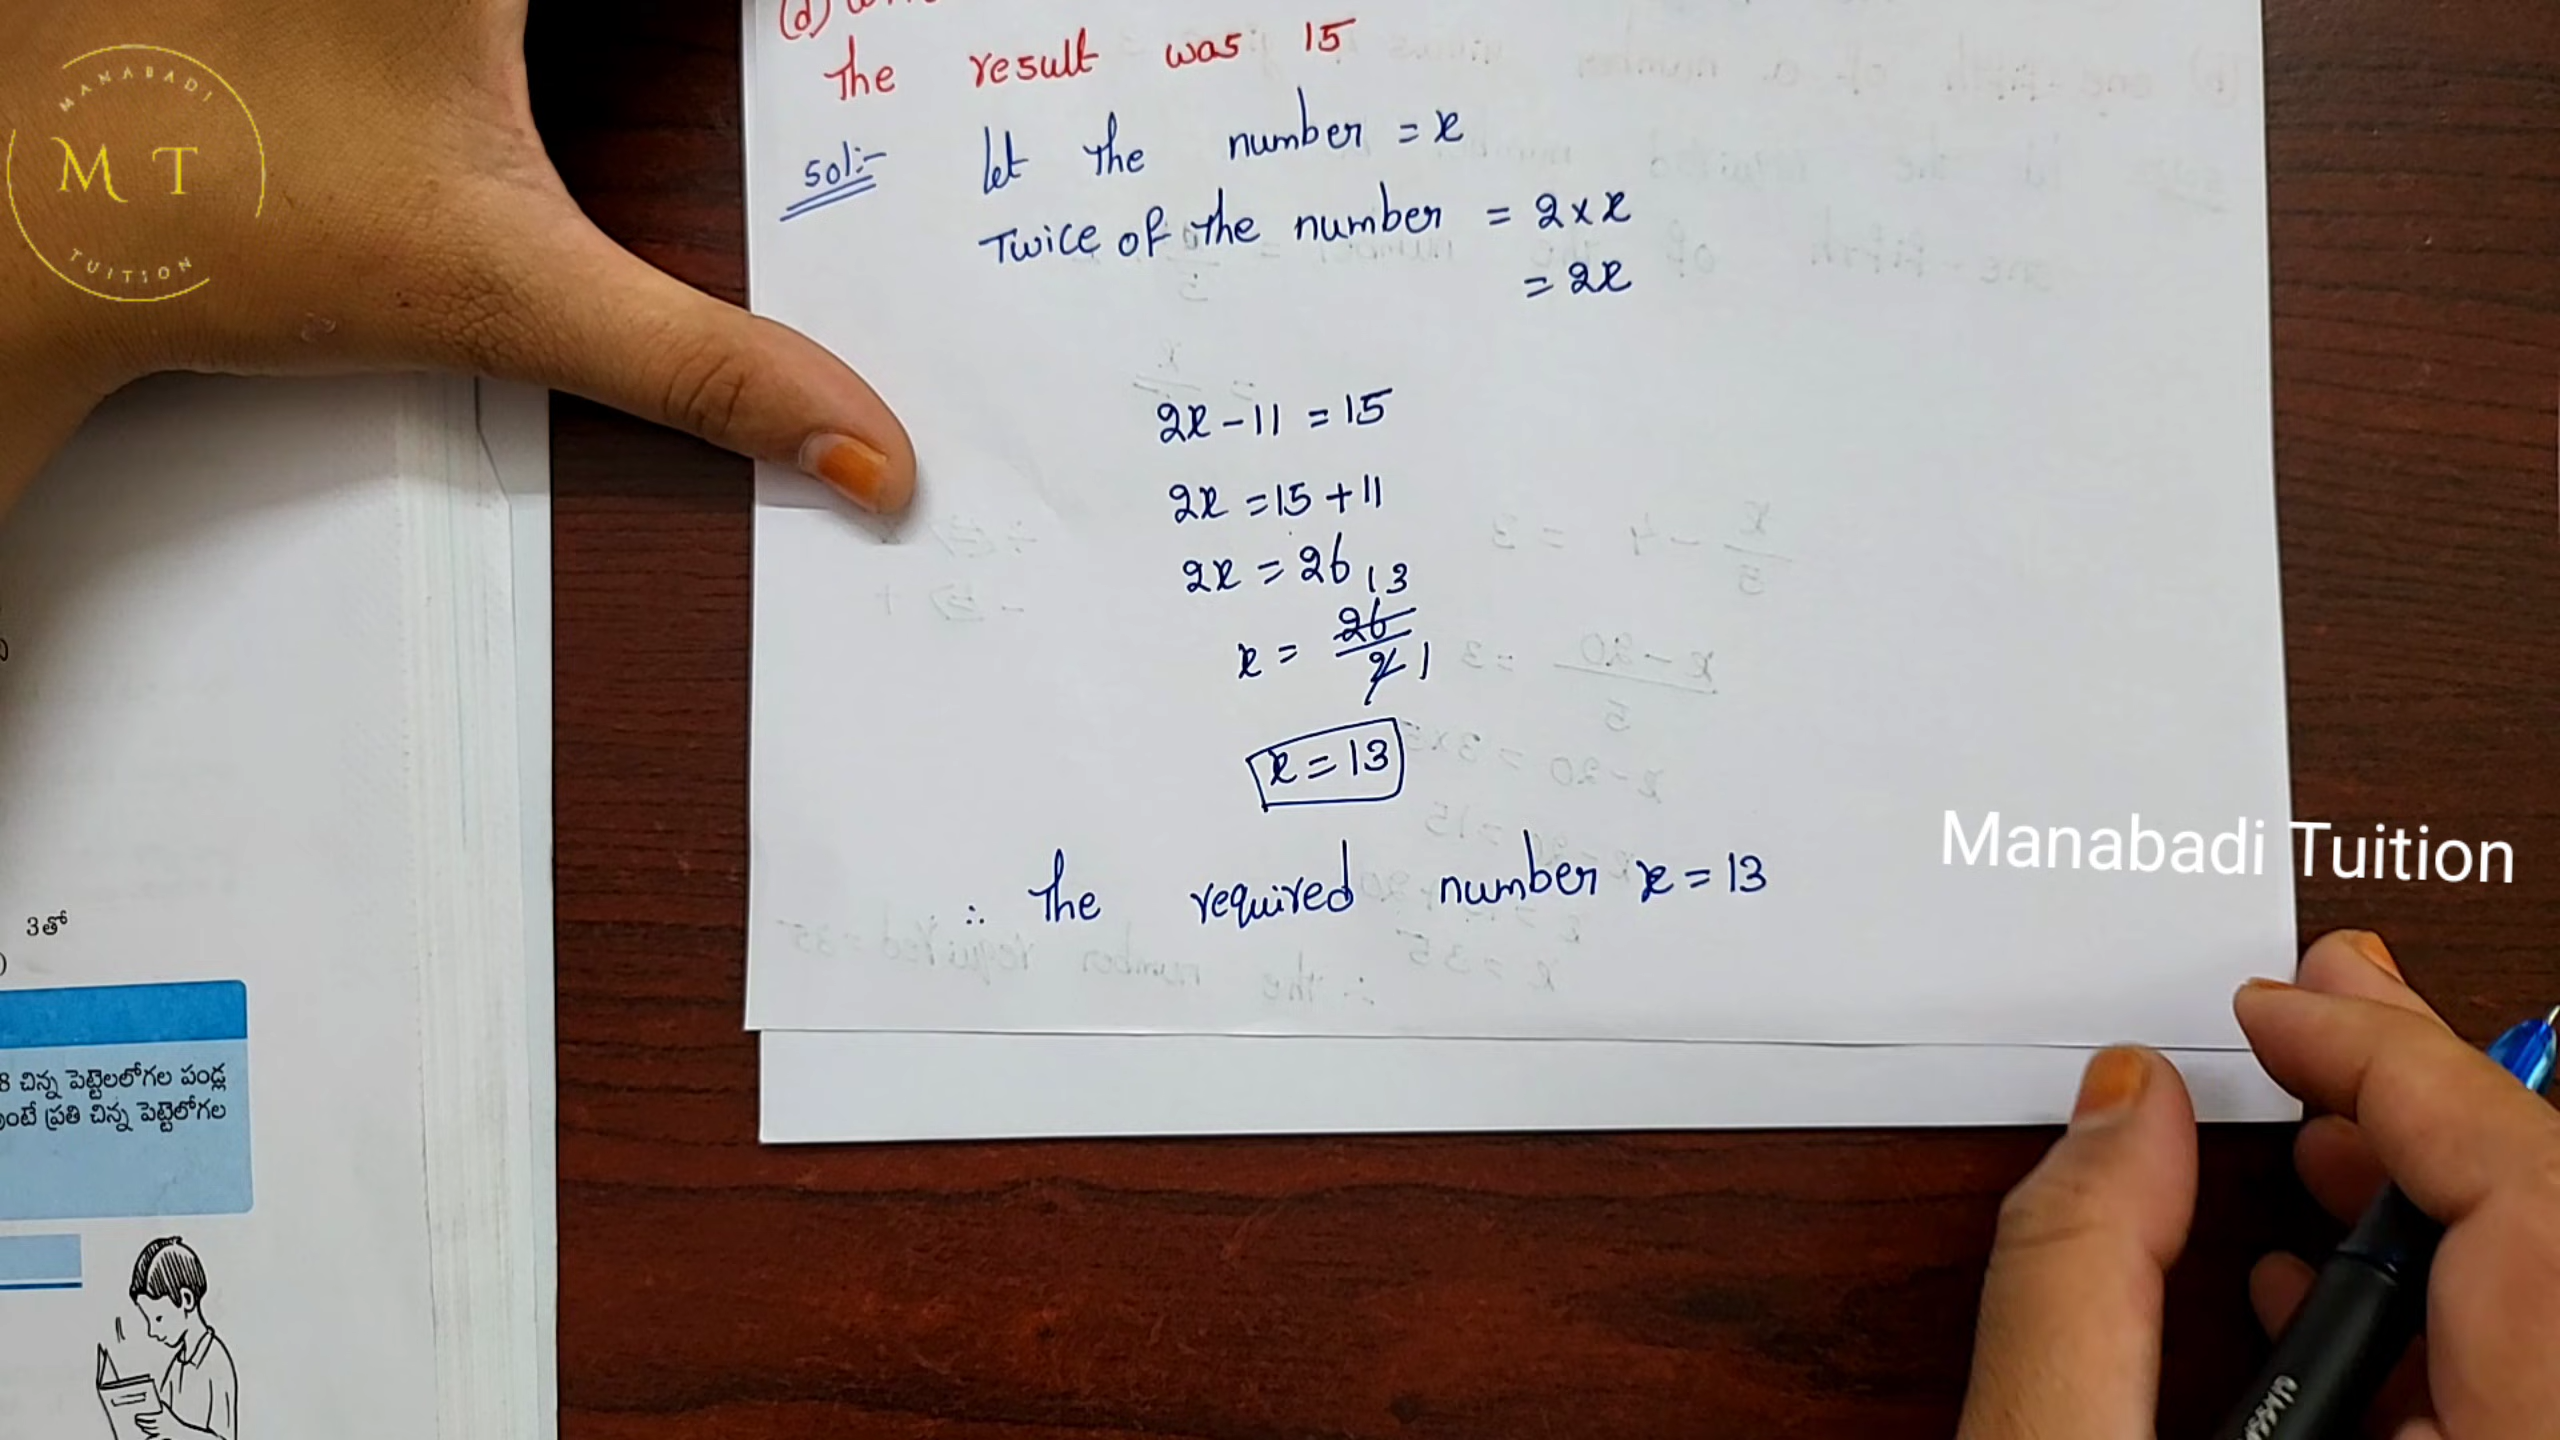 MANABADI
M T
TUITION
(d)
The result was 15
Sol:- let the number = x
Twice of the number = 2 × x
= 2x
2x - 11 = 15
2x = 15 + 11
2x = 26
13
x = 26/2 1
x = 13
∴ The required number x = 13
Manabadi Tuition
3తో
8 చిన్న పెట్టెలలోగల పండ్ల
ప్రతి చిన్న పెట్టెలోగల